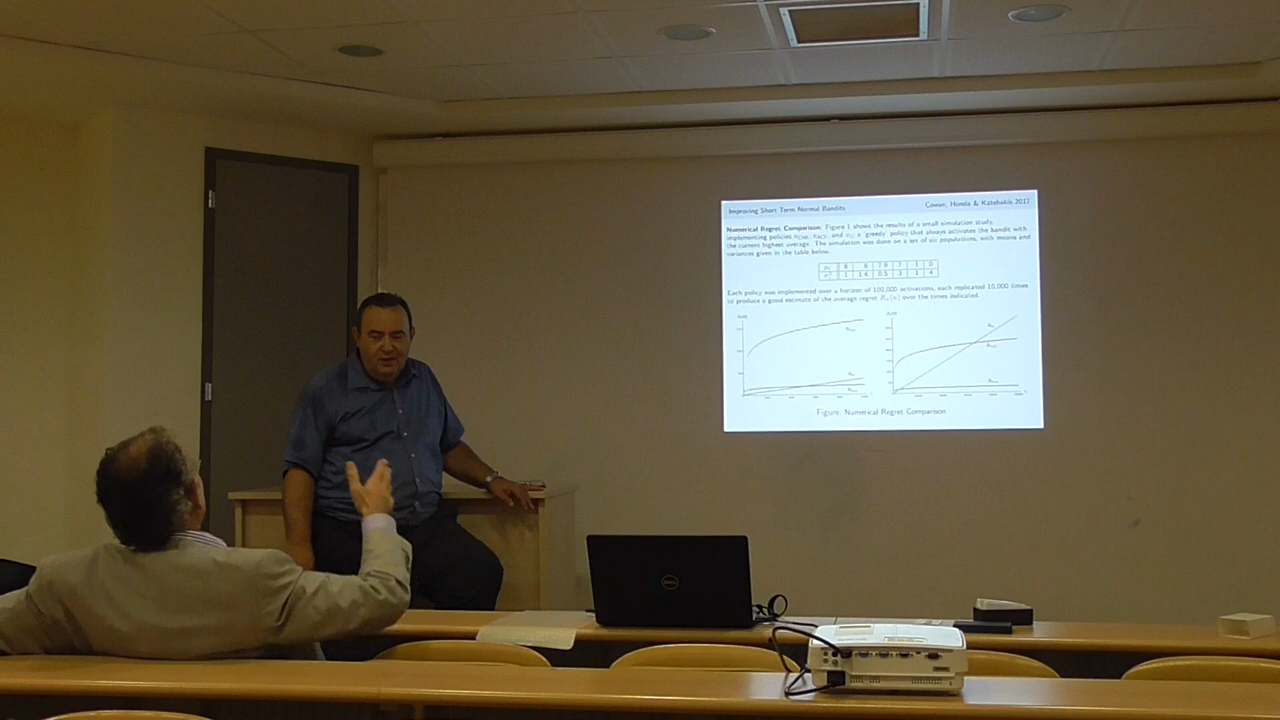 Improving Short Term Normal Bandits Cowan, Honda & Katehakis 2017
Numerical Regret Comparison: Figure 1 shows the results of a small simulation study,
implementing policies and a 'greedy' policy that always activates the bandit with
the current highest average. The simulation was done on a set of six populations, with means and
variances given in the table below.
8 8 7.9 7 -1 0
1 1.4 0.5 3 1 4
Each policy was implemented over a horizon of 100,000 activations, each replicated 10,000 times
to produce a good estimate of the average regret over the times indicated.
Figure: Numerical Regret Comparison
DELL